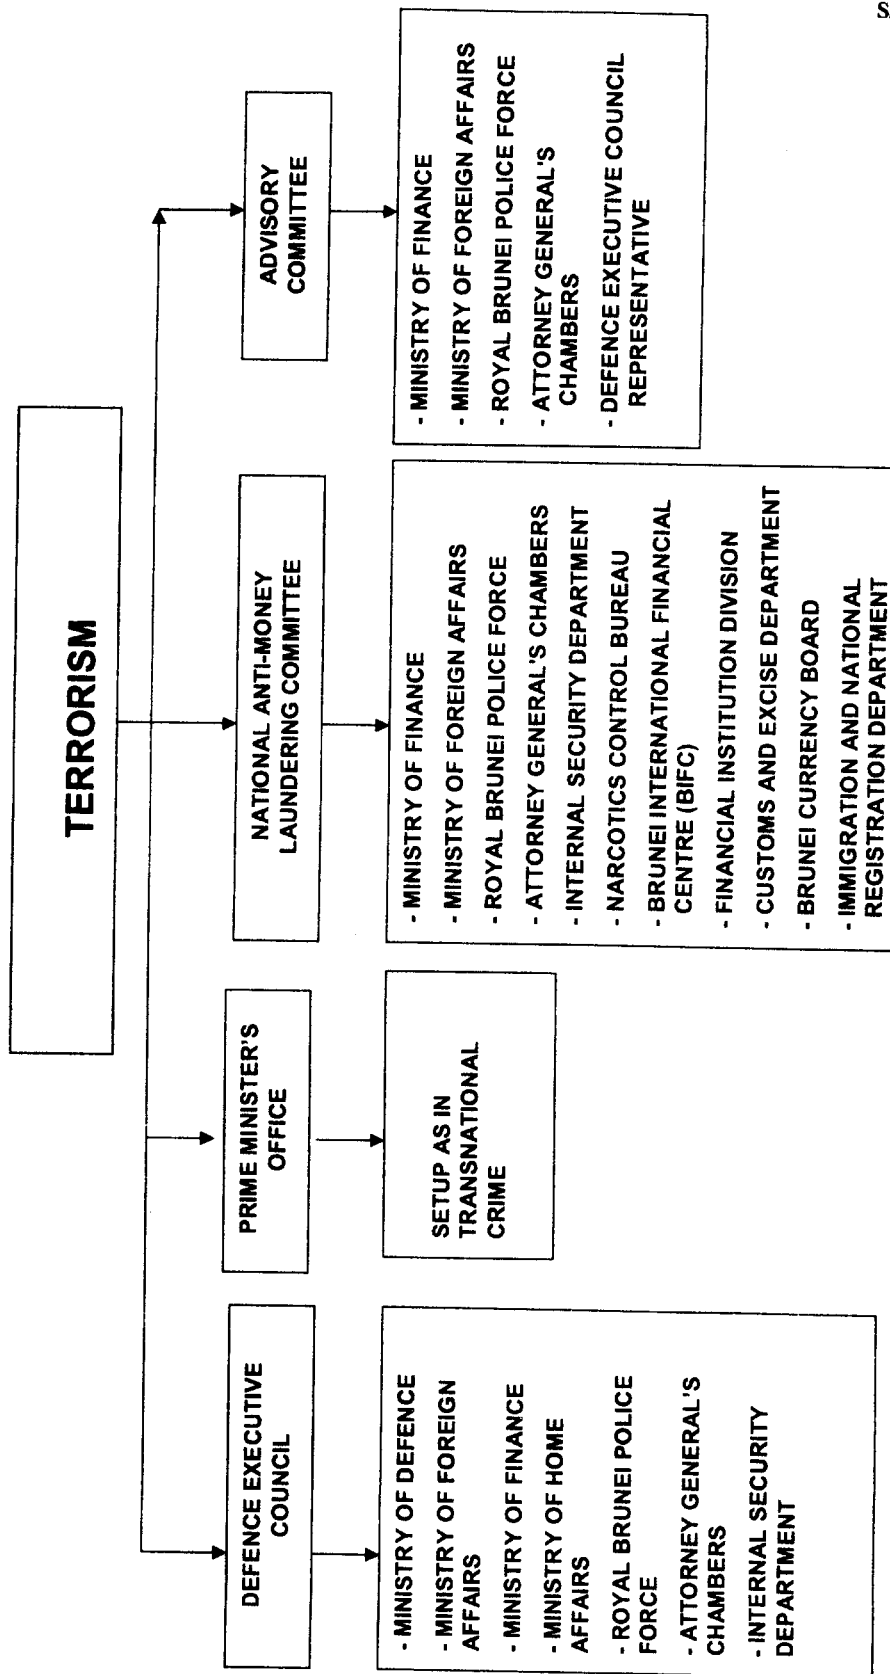 TERRORISM
DEFENCE EXECUTIVE
COUNCIL
- MINISTRY OF DEFENCE
- MINISTRY OF FOREIGN
AFFAIRS
- MINISTRY OF FINANCE
- MINISTRY OF HOME
AFFAIRS
- ROYAL BRUNEI POLICE
FORCE
- ATTORNEY GENERAL'S
CHAMBERS
- INTERNAL SECURITY
DEPARTMENT
PRIME MINISTER'S
OFFICE
SETUP AS IN
TRANSNATIONAL
CRIME
NATIONAL ANTI-MONEY
LAUNDERING COMMITTEE
- MINISTRY OF FINANCE
- MINISTRY OF FOREIGN AFFAIRS
- ROYAL BRUNEI POLICE FORCE
- ATTORNEY GENERAL'S CHAMBERS
- INTERNAL SECURITY DEPARTMENT
- NARCOTICS CONTROL BUREAU
- BRUNEI INTERNATIONAL FINANCIAL
CENTRE (BIFC)
- FINANCIAL INSTITUTION DIVISION
- CUSTOMS AND EXCISE DEPARTMENT
- BRUNEI CURRENCY BOARD
- IMMIGRATION AND NATIONAL
REGISTRATION DEPARTMENT
ADVISORY
COMMITTEE
- MINISTRY OF FINANCE
- MINISTRY OF FOREIGN AFFAIRS
- ROYAL BRUNEI POLICE FORCE
- ATTORNEY GENERAL'S
CHAMBERS
- DEFENCE EXECUTIVE COUNCIL
REPRESENTATIVE